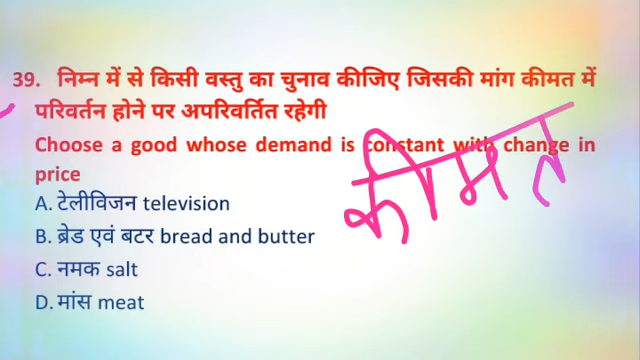 39. निम्न में से किसी वस्तु का चुनाव कीजिए जिसकी मांग कीमत में
परिवर्तन होने पर अपरिवर्तित रहेगी
Choose a good whose demand is constant with change in
price
कीमत
A. टेलीविजन television
B. ब्रेड एवं बटर bread and butter
C. नमक salt
D. मांस meat